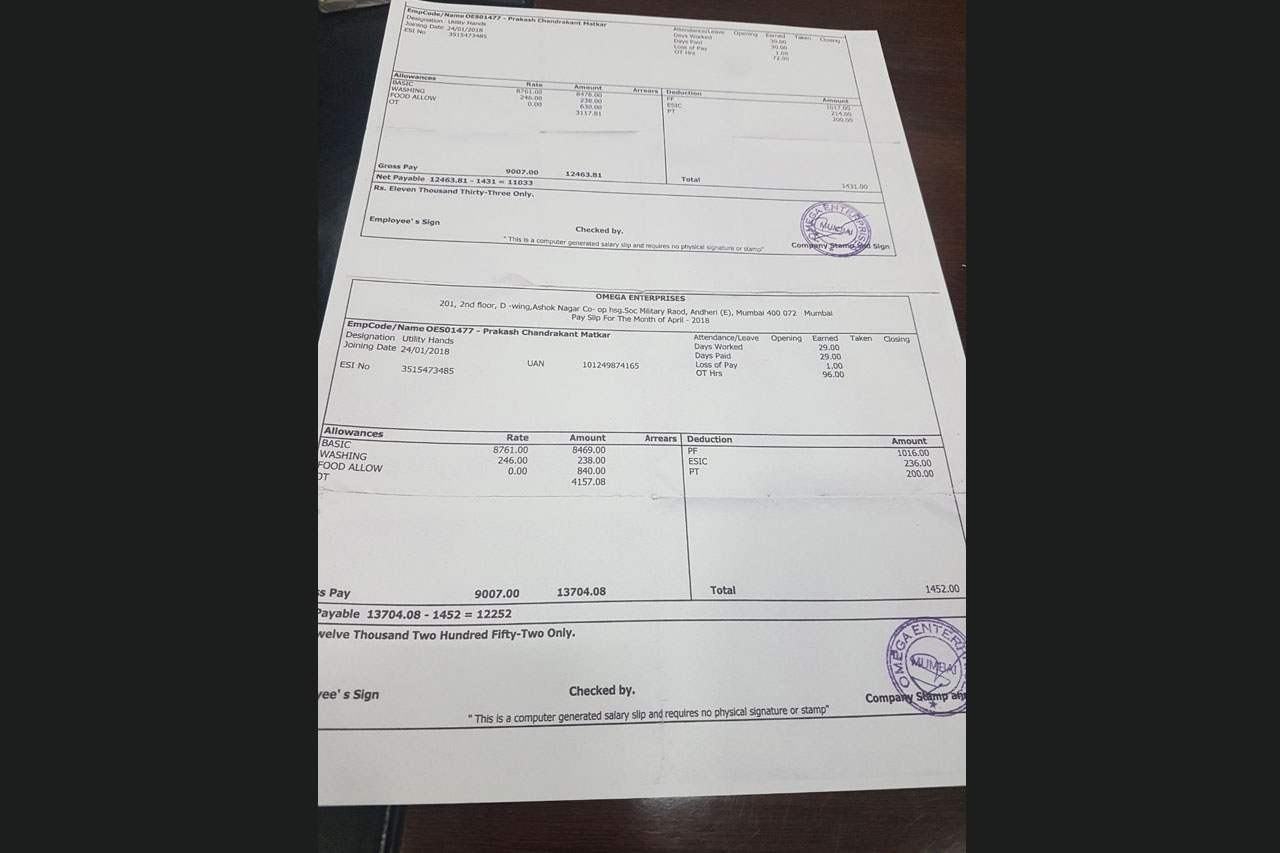 EmpCode/Name OES01477 - Prakash Chandrakant Matkar
Designation Utility Hands
Joining Date 24/01/2018
ESI No 3515473485
Attendance/Leave Opening Earned Taken Closing
Days Worked 30.00
Days Paid 30.00
Loss of Pay 1.00
OT Hrs 72.00
Allowances Rate Amount Arrears Deduction Amount
BASIC 8761.00 8478.00 PF 1017.00
WASHING 246.00 238.00 ESIC 214.00
FOOD ALLOW 0.00 630.00 PT 200.00
OT 3117.81
Gross Pay 9007.00 12463.81 Total 1431.00
Net Payable 12463.81 - 1431 = 11033
Rs. Eleven Thousand Thirty-Three Only.
OMEGA ENTERPRISES
MUMBAI
Employee's Sign Checked by. Company Stamp and Sign
" This is a computer generated salary slip and requires no physical signature or stamp"
OMEGA ENTERPRISES
201, 2nd floor, D -wing,Ashok Nagar Co- op hsg.Soc Military Raod, Andheri (E), Mumbai 400 072 Mumbai
Pay Slip For The Month of April - 2018
EmpCode/Name OES01477 - Prakash Chandrakant Matkar
Designation Utility Hands
Joining Date 24/01/2018
ESI No 3515473485 UAN 101249874165
Attendance/Leave Opening Earned Taken Closing
Days Worked 29.00
Days Paid 29.00
Loss of Pay 1.00
OT Hrs 96.00
Allowances Rate Amount Arrears Deduction Amount
BASIC 8761.00 8469.00 PF 1016.00
WASHING 246.00 238.00 ESIC 236.00
FOOD ALLOW 0.00 840.00 PT 200.00
OT 4157.08
ss Pay 9007.00 13704.08 Total 1452.00
Payable 13704.08 - 1452 = 12252
welve Thousand Two Hundred Fifty-Two Only.
OMEGA ENTERP
MUMBAI
yee's Sign Checked by. Company Stamp an
" This is a computer generated salary slip and requires no physical signature or stamp"